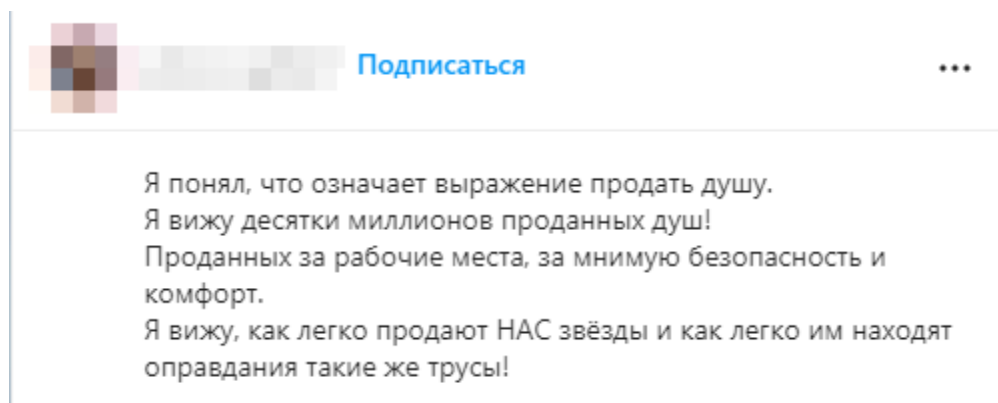 Подписаться
Я понял, что означает выражение продать душу.
Я вижу десятки миллионов проданных душ!
Проданных за рабочие места, за мнимую безопасность и
комфорт.
Я вижу, как легко продают НАС звёзды и как легко им находят
оправдания такие же трусы!